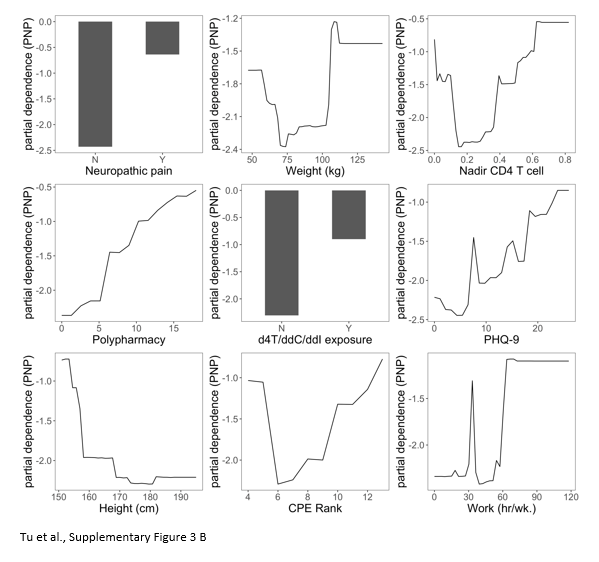 partial dependence (PNP)
0.0
-0.5
-1.0
-1.5
-2.0
-2.5
N Y
Neuropathic pain
partial dependence (PNP)
-1.2
-1.5
-1.8
-2.1
-2.4
50 75 100 125
Weight (kg)
partial dependence (PNP)
-0.5
-1.0
-1.5
-2.0
-2.5
0.0 0.2 0.4 0.6 0.8
Nadir CD4 T cell
partial dependence (PNP)
-0.5
-1.0
-1.5
-2.0
0 5 10 15
Polypharmacy
partial dependence (PNP)
0.0
-0.5
-1.0
-1.5
-2.0
N Y
d4T/ddC/ddI exposure
partial dependence (PNP)
-1.0
-1.5
-2.0
-2.5
0 10 20
PHQ-9
partial dependence (PNP)
-1.0
-1.5
-2.0
150 160 170 180 190
Height (cm)
partial dependence (PNP)
-1.0
-1.5
-2.0
4 6 8 10 12
CPE Rank
partial dependence (PNP)
-1.5
-2.0
0 30 60 90 120
Work (hr/wk.)
Tu et al., Supplementary Figure 3 B